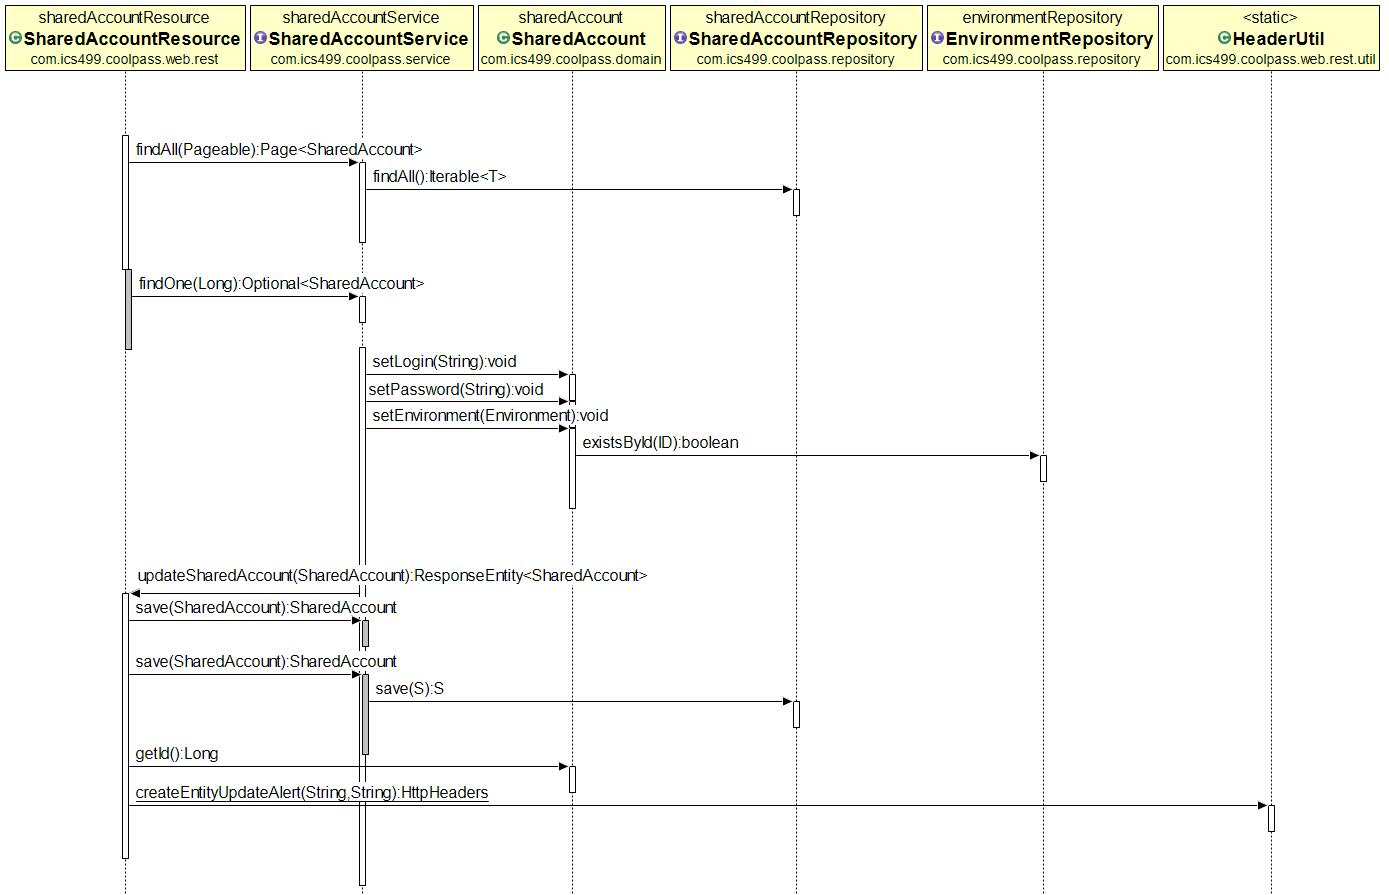 sharedAccountResource
SharedAccountResource
com.ics499.coolpass.web.rest
sharedAccountService
SharedAccountService
com.ics499.coolpass.service
sharedAccount
SharedAccount
com.ics499.coolpass.domain
sharedAccountRepository
SharedAccountRepository
com.ics499.coolpass.repository
environmentRepository
EnvironmentRepository
com.ics499.coolpass.repository
<static>
HeaderUtil
com.ics499.coolpass.web.rest.util
findAll(Pageable):Page<SharedAccount>
findAll():Iterable<T>
findOne(Long):Optional<SharedAccount>
setLogin(String):void
setPassword(String):void
setEnvironment(Environment):void
existsById(ID):boolean
updateSharedAccount(SharedAccount):ResponseEntity<SharedAccount>
save(SharedAccount):SharedAccount
save(SharedAccount):SharedAccount
save(S):S
getId():Long
createEntityUpdateAlert(String,String):HttpHeaders